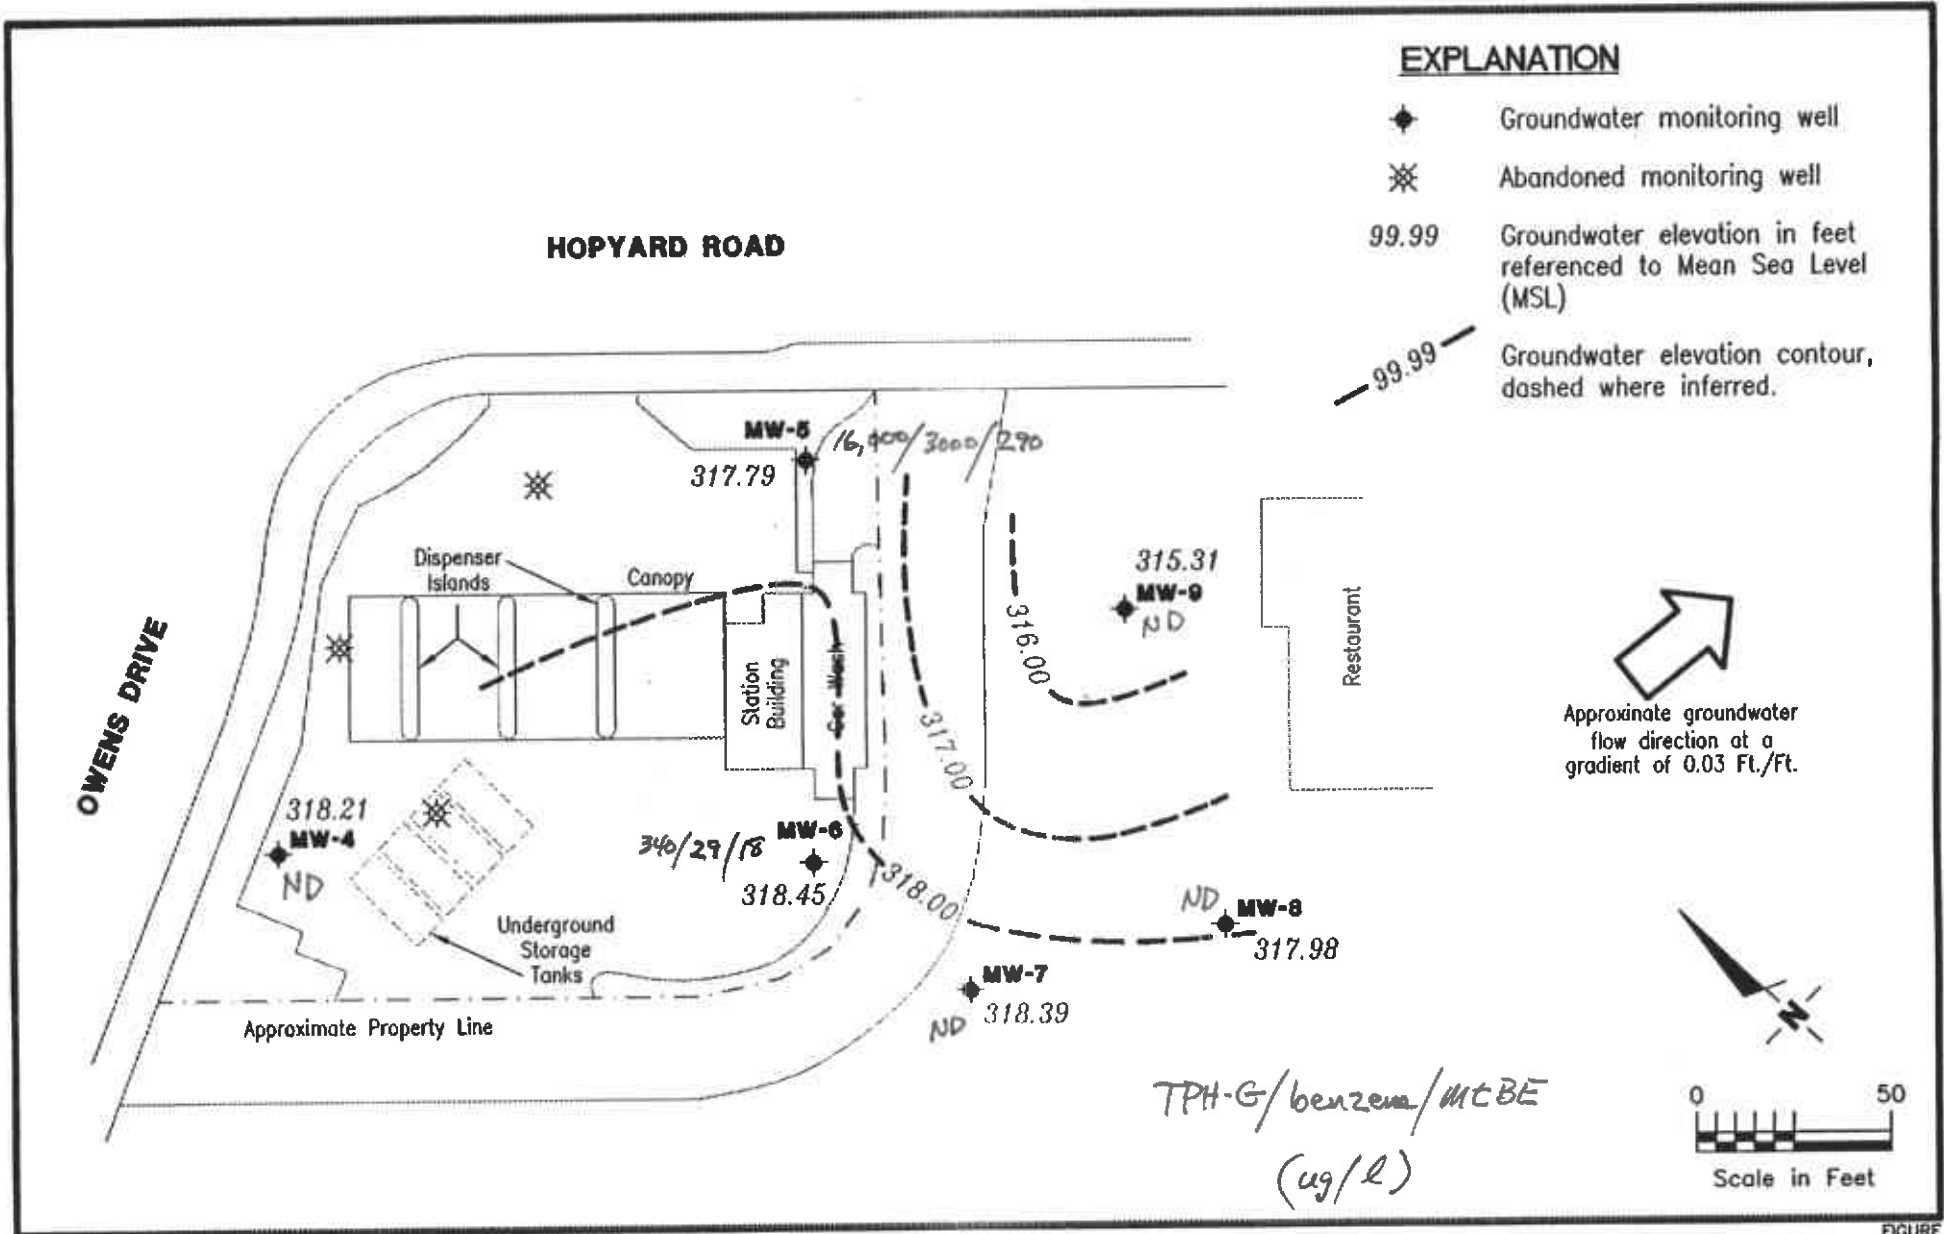 EXPLANATION
Groundwater monitoring well
Abandoned monitoring well
99.99
Groundwater elevation in feet
referenced to Mean Sea Level
(MSL)
99.99
Groundwater elevation contour,
dashed where inferred.
HOPYARD ROAD
OWENS DRIVE
MW-5
16,000/3000/290
317.79
Dispenser
Islands
Canopy
Station
Building
Car Wash
315.31
MW-9
ND
316.00
317.00
318.00
Restaurant
Approxinate groundwater
flow direction at a
gradient of 0.03 Ft./Ft.
318.21
MW-4
ND
340/29/18
MW-6
318.45
Underground
Storage
Tanks
ND
MW-8
317.98
MW-7
ND
318.39
Approximate Property Line
N
TPH-G/benzene/MtBE
(ug/l)
0
50
Scale in Feet
FIGURE